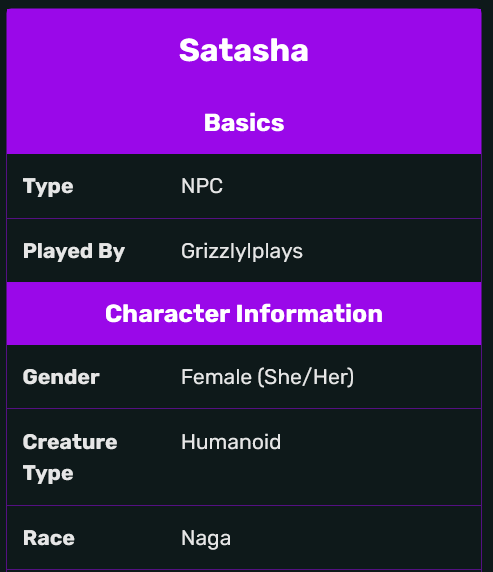 Satasha
Basics
Type NPC
Played By Grizzlylplays
Character Information
Gender Female (She/Her)
Creature Humanoid
Type
Race Naga